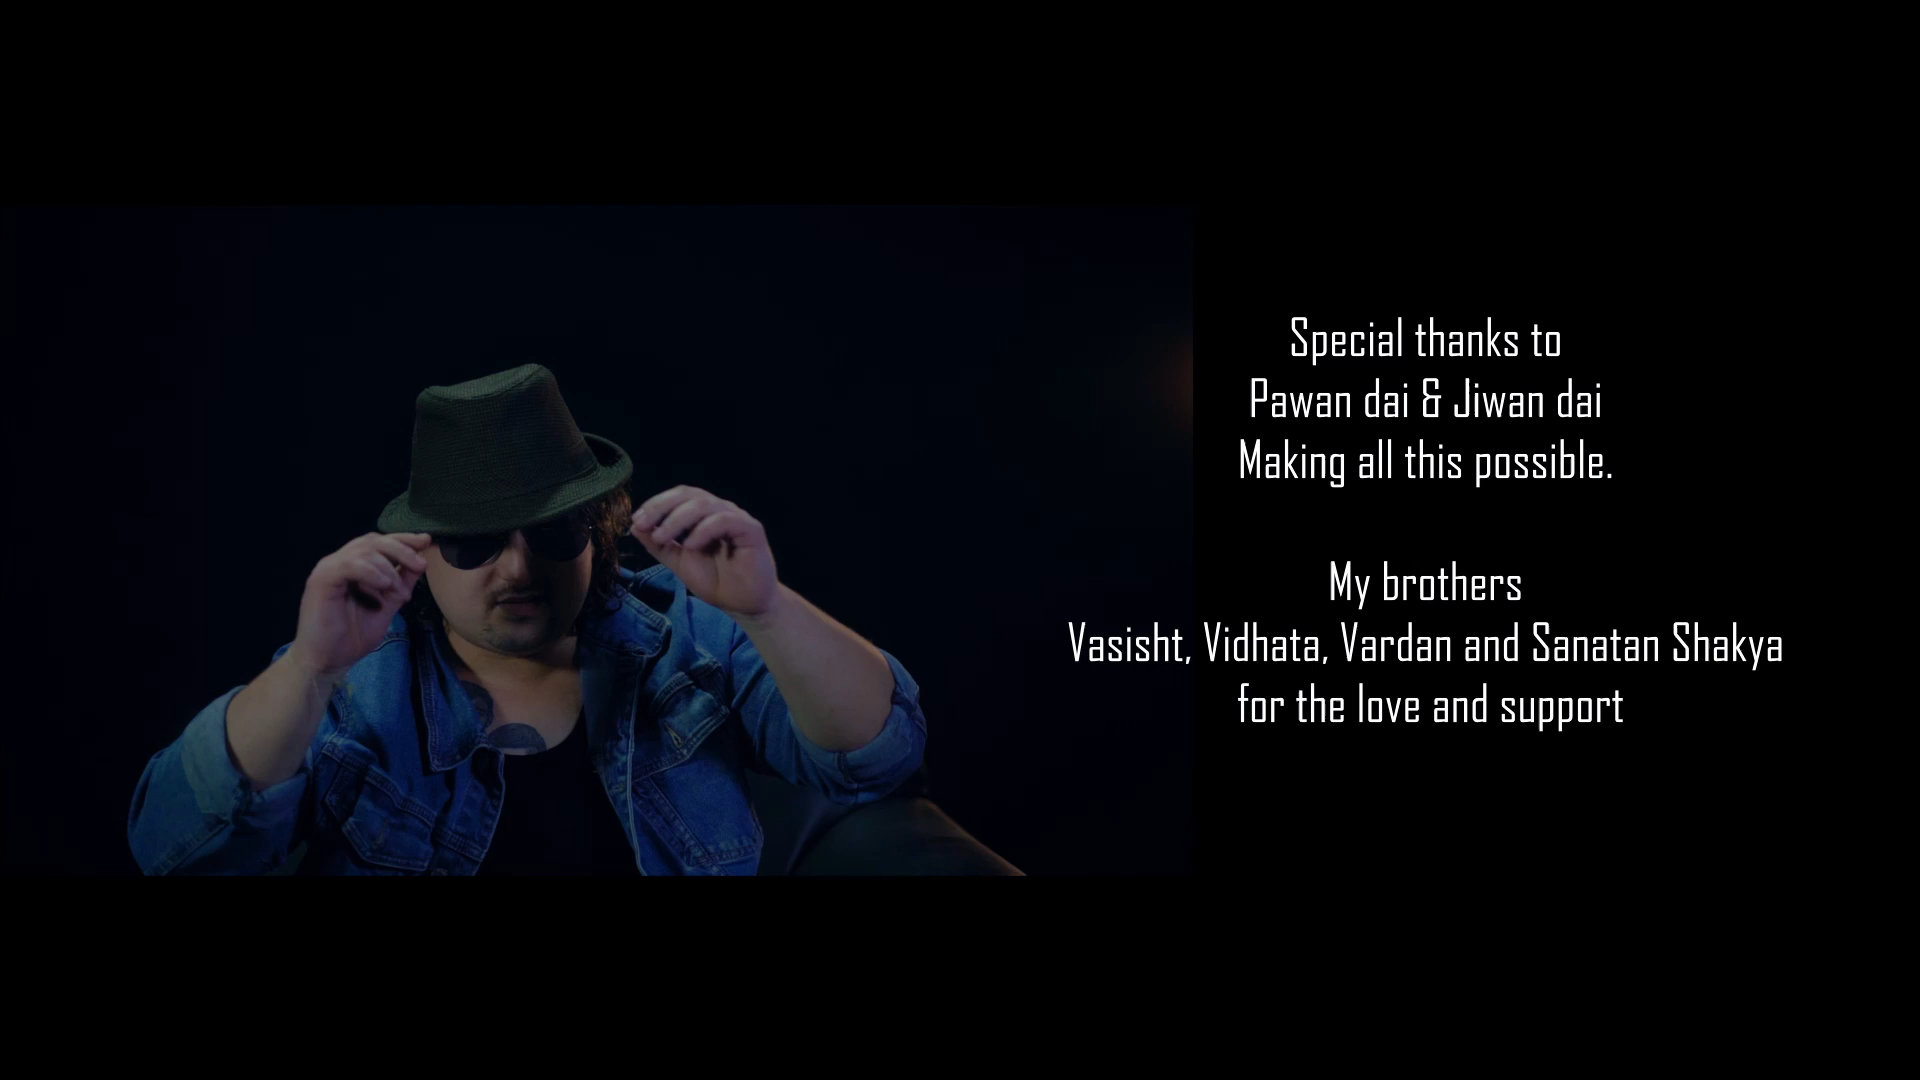 Special thanks to
Pawan dai & Jiwan dai
Making all this possible.
My brothers
Vasisht, Vidhata, Vardan and Sanatan Shakya
for the love and support